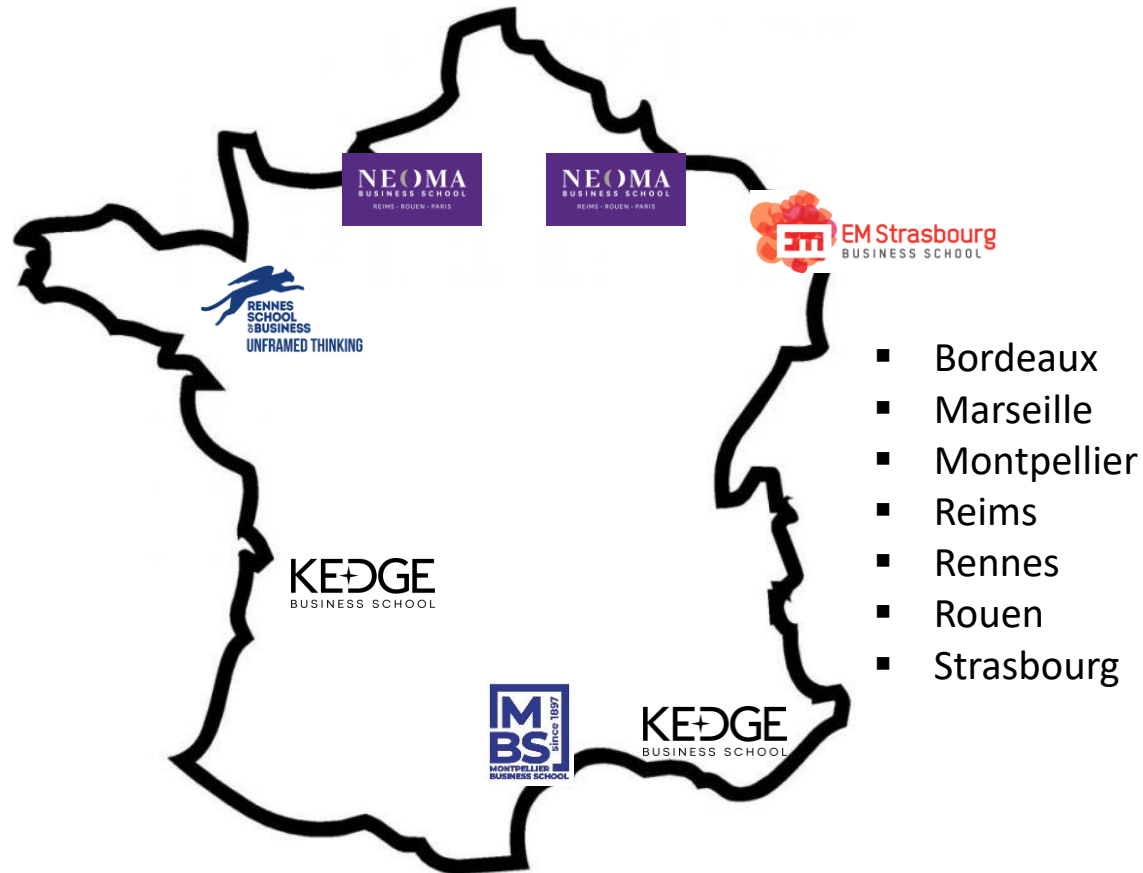 NEOMA
BUSINESS SCHOOL
REIMS - ROUEN - PARIS
NEOMA
BUSINESS SCHOOL
REIMS - ROUEN - PARIS
EM Strasbourg
BUSINESS SCHOOL
em
RENNES
SCHOOL
OF BUSINESS
UNFRAMED THINKING
KEDGE
BUSINESS SCHOOL
M
BS
since 1897
MONTPELLIER
BUSINESS SCHOOL
KEDGE
BUSINESS SCHOOL
▪ Bordeaux
▪ Marseille
▪ Montpellier
▪ Reims
▪ Rennes
▪ Rouen
▪ Strasbourg